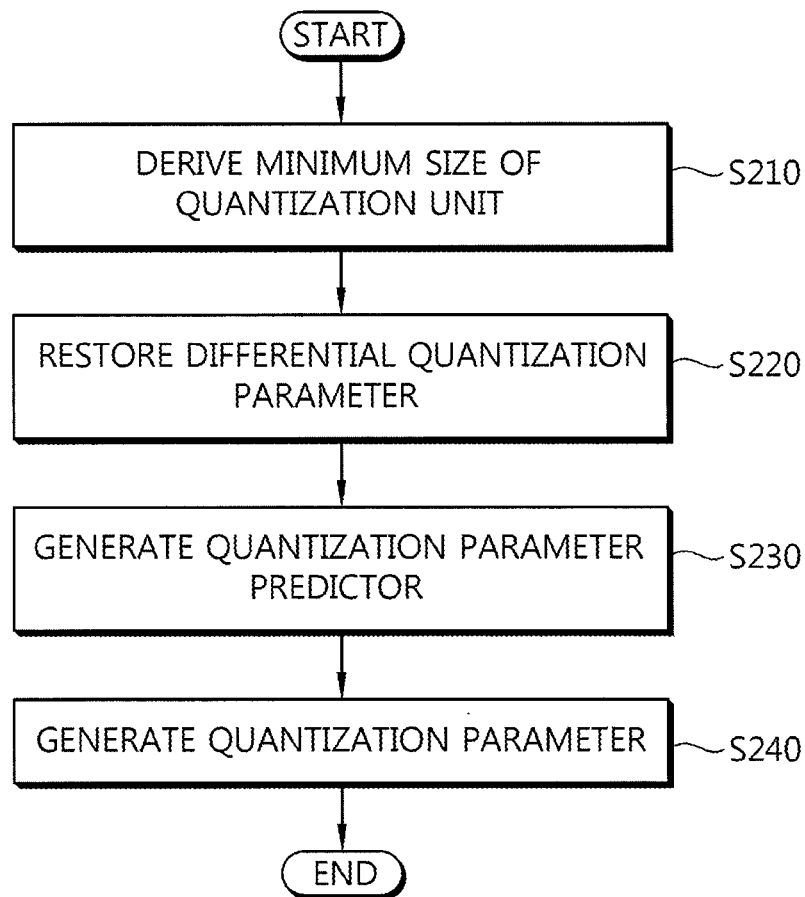 START
DERIVE MINIMUM SIZE OF
QUANTIZATION UNIT
S210
RESTORE DIFFERENTIAL QUANTIZATION
PARAMETER
S220
GENERATE QUANTIZATION PARAMETER
PREDICTOR
S230
GENERATE QUANTIZATION PARAMETER
S240
END